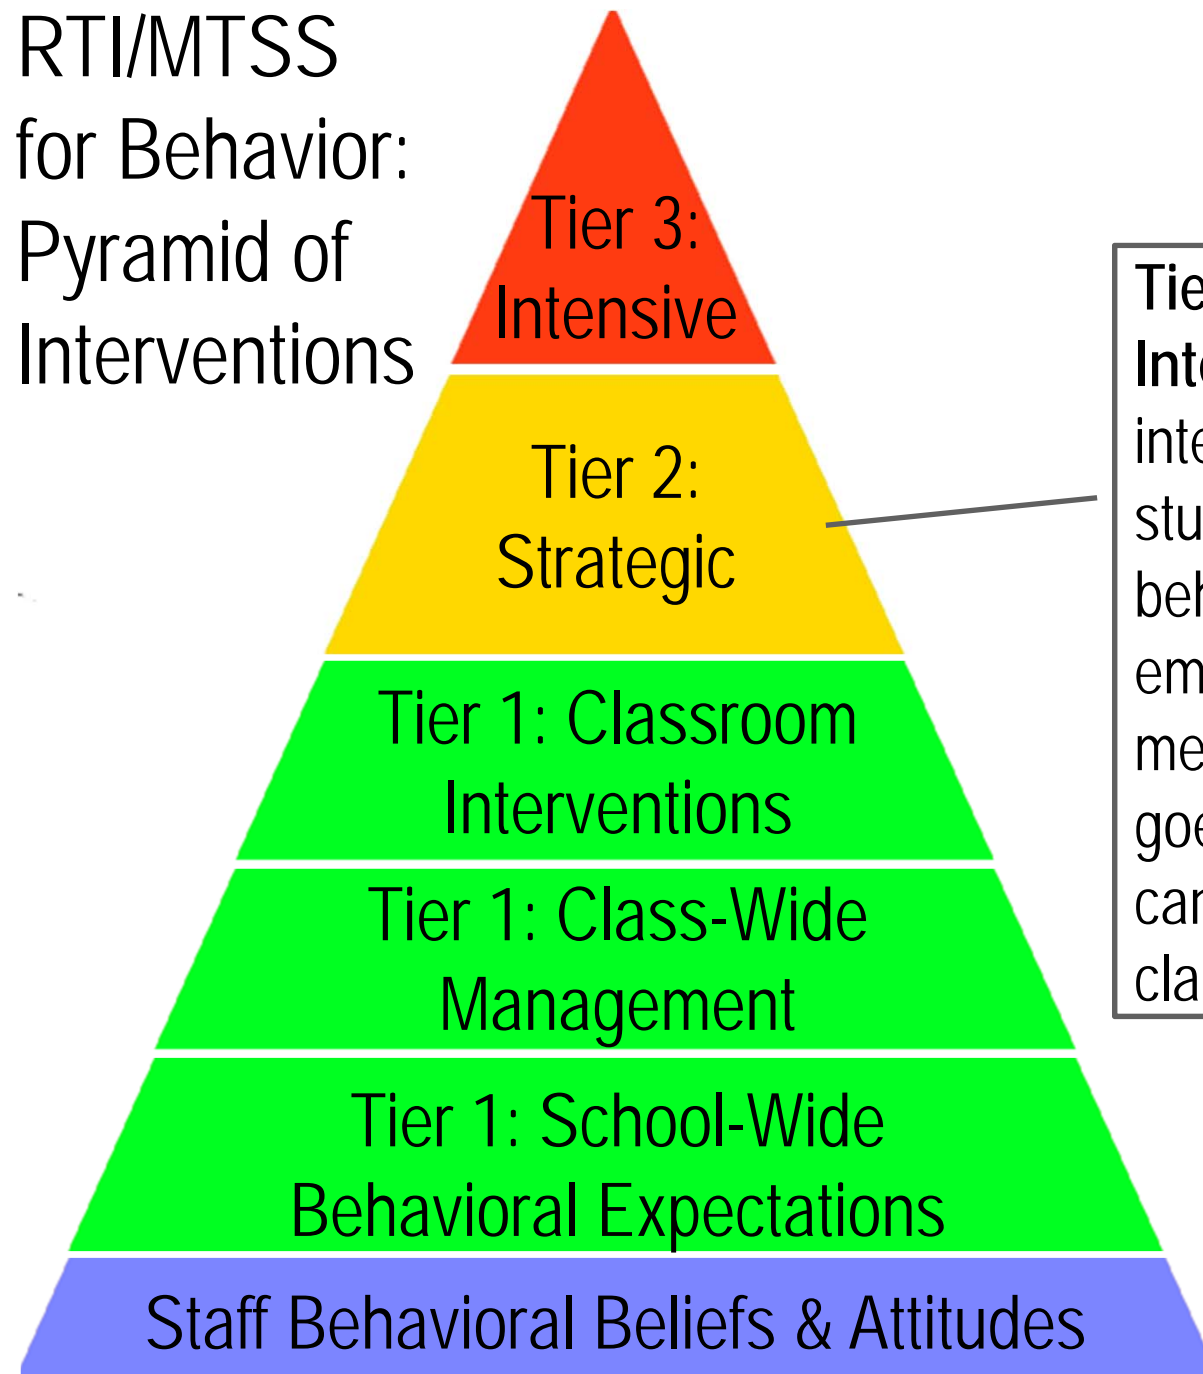 RTI/MTSS
for Behavior:
Pyramid of
Interventions
Tier 3:
Intensive
Tier 2:
Strategic
Tier 1: Classroom
Interventions
Tier 1: Class-Wide
Management
Tier 1: School-Wide
Behavioral Expectations
Staff Behavioral Beliefs & Attitudes